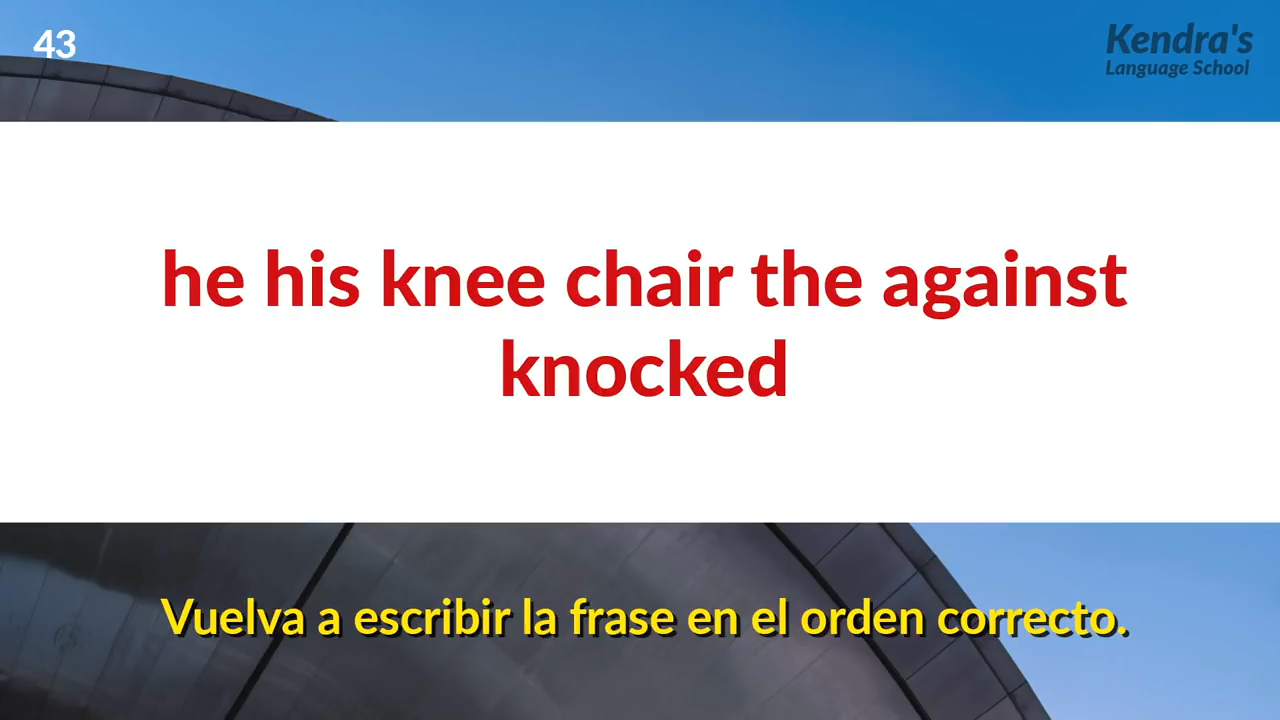 43
Kendra's
Language School
he his knee chair the against
knocked
Vuelva a escribir la frase en el orden correcto.